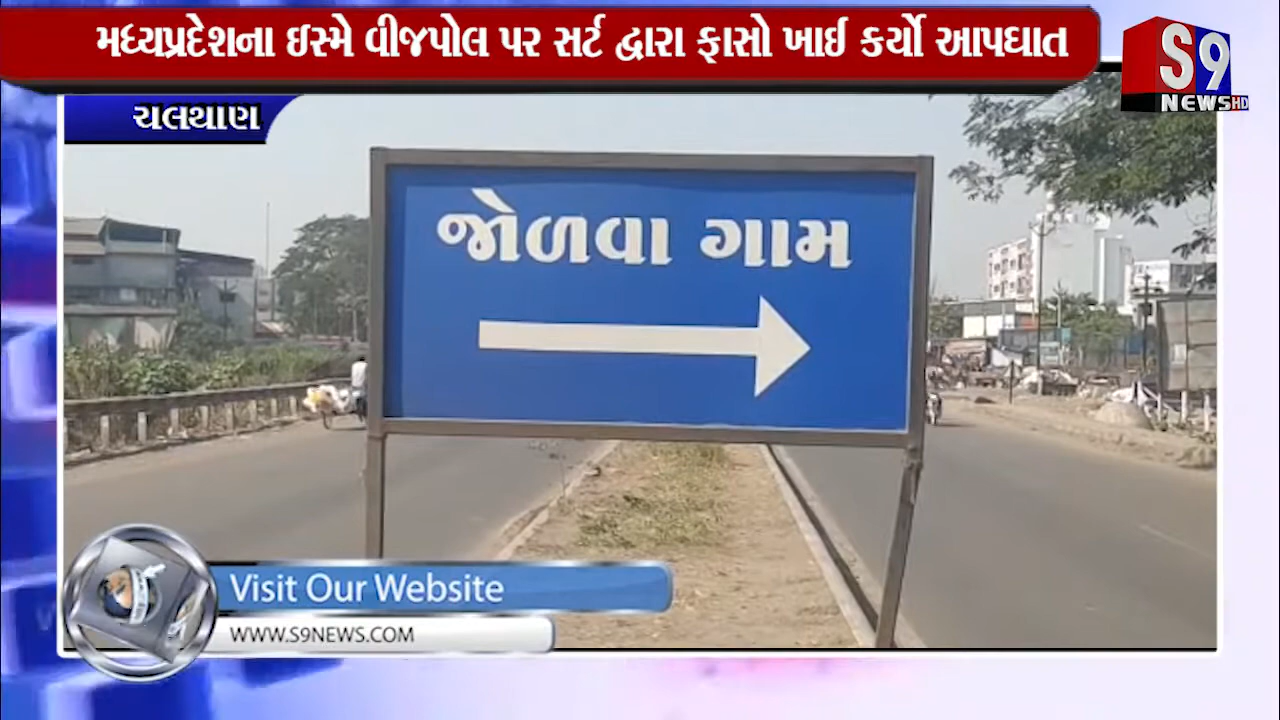 મધ્યપ્રદેશના ઇસ્મે વીજપોલ પર સર્ટ દ્વારા ફાસો ખાઈ કર્યો આપઘાત
S9
NEWS HD
ચલથાણ
જોળવા ગામ
Visit Our Website
WWW.S9NEWS.COM